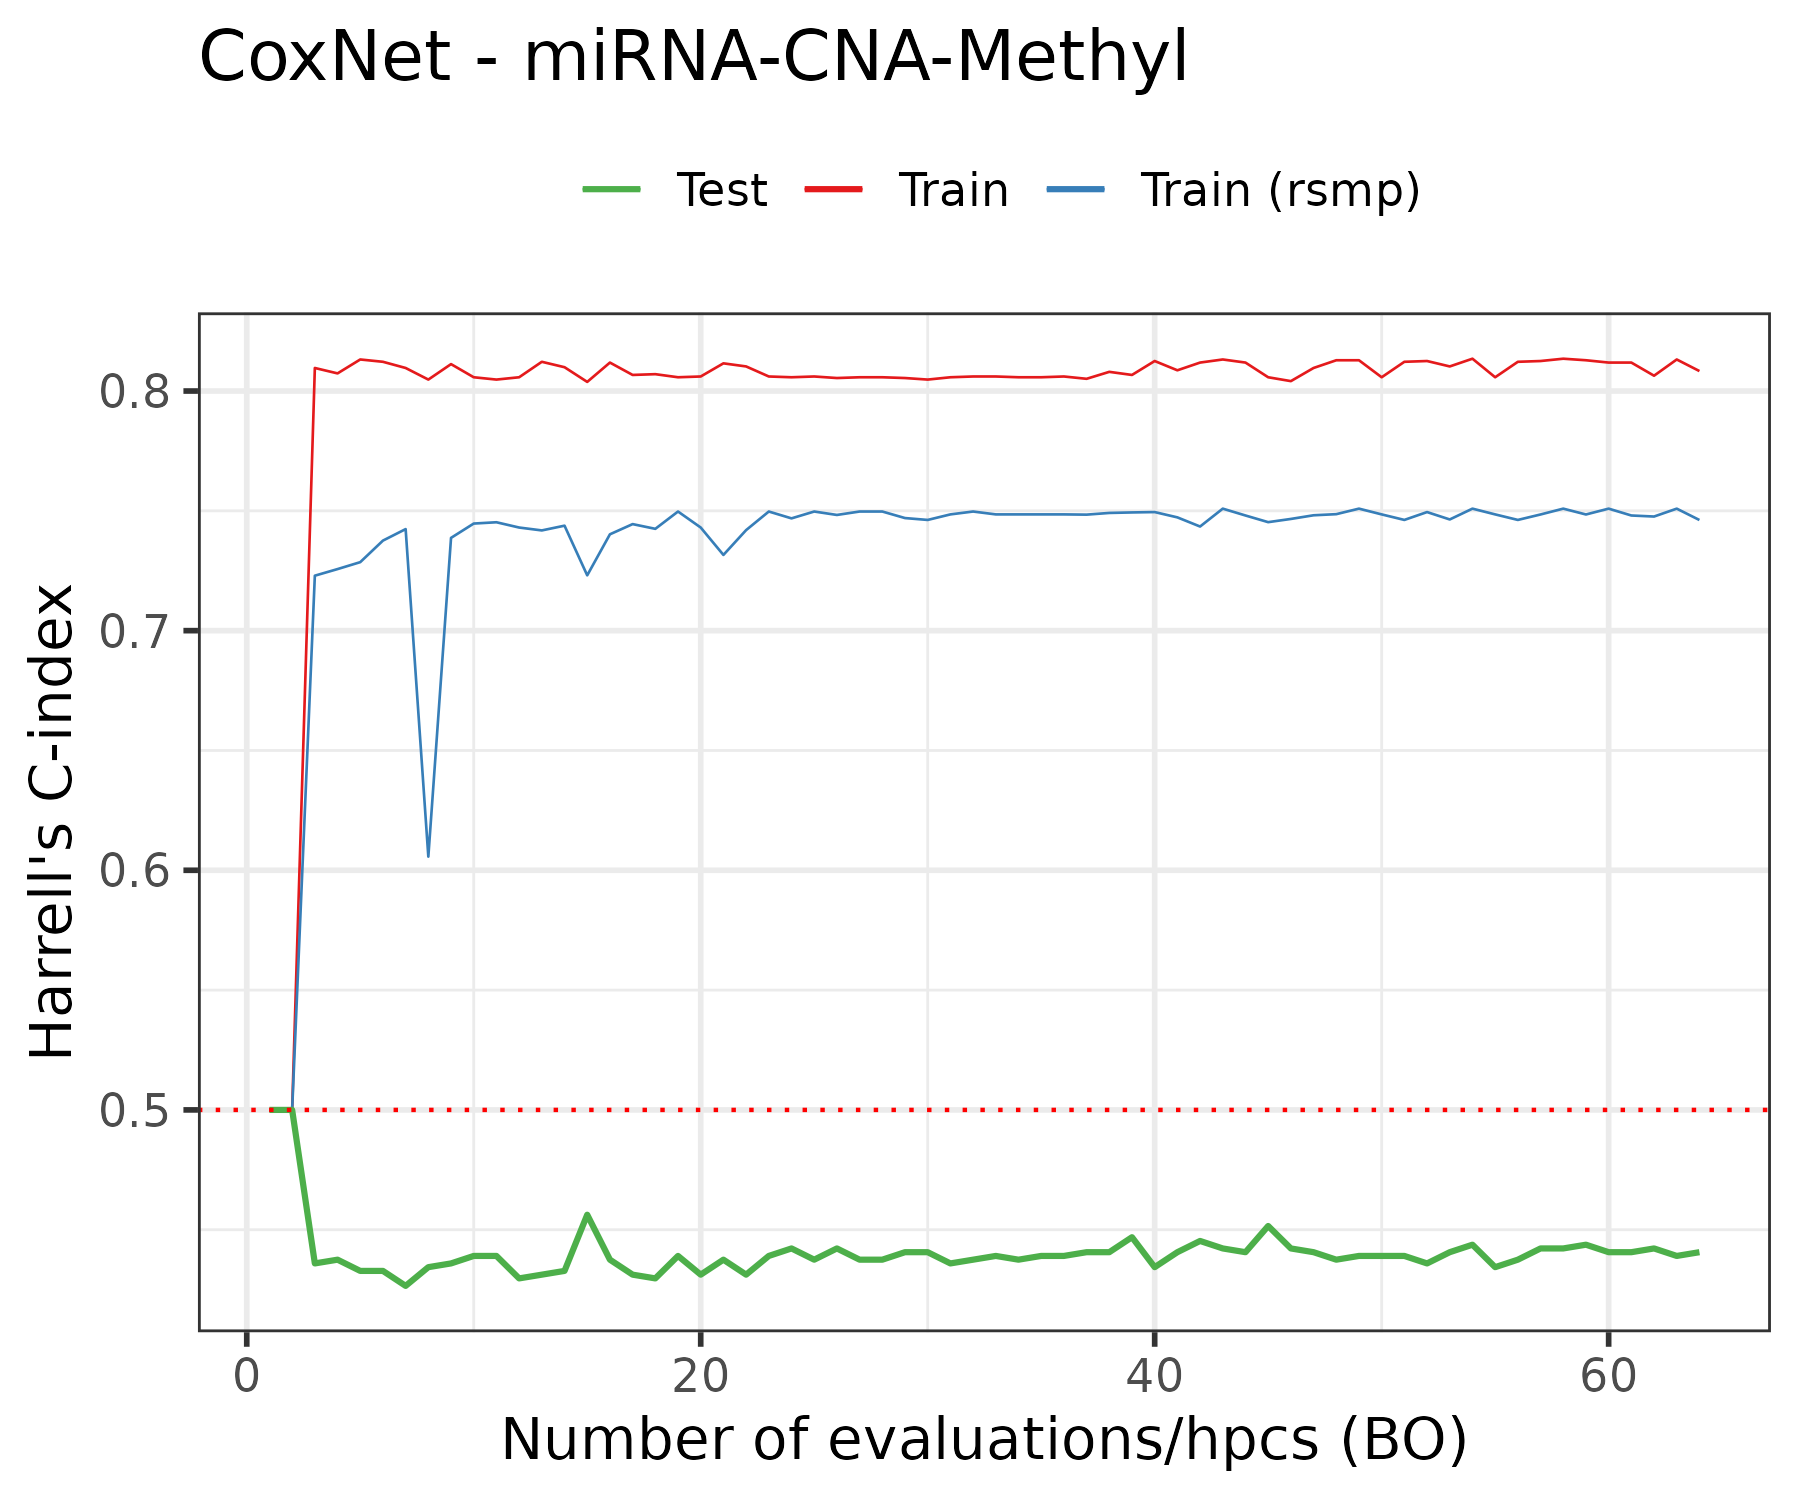 CoxNet - miRNA-CNA-Methyl
Test Train Train (rsmp)
Harrell's C-index
0.8
0.7
0.6
0.5
0 20 40 60
Number of evaluations/hpcs (BO)